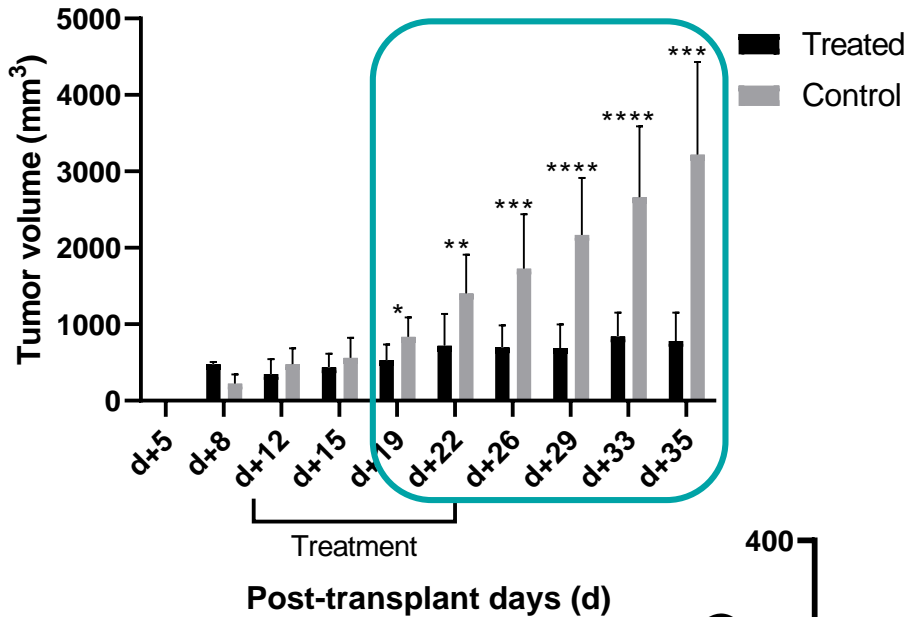 Tumor volume (mm³)
5000
4000
3000
2000
1000
0
*
**
***
****
****
***
Treated
Control
d+5
d+8
d+12
d+15
d+19
d+22
d+26
d+29
d+33
d+35
Treatment
Post-transplant days (d)
400